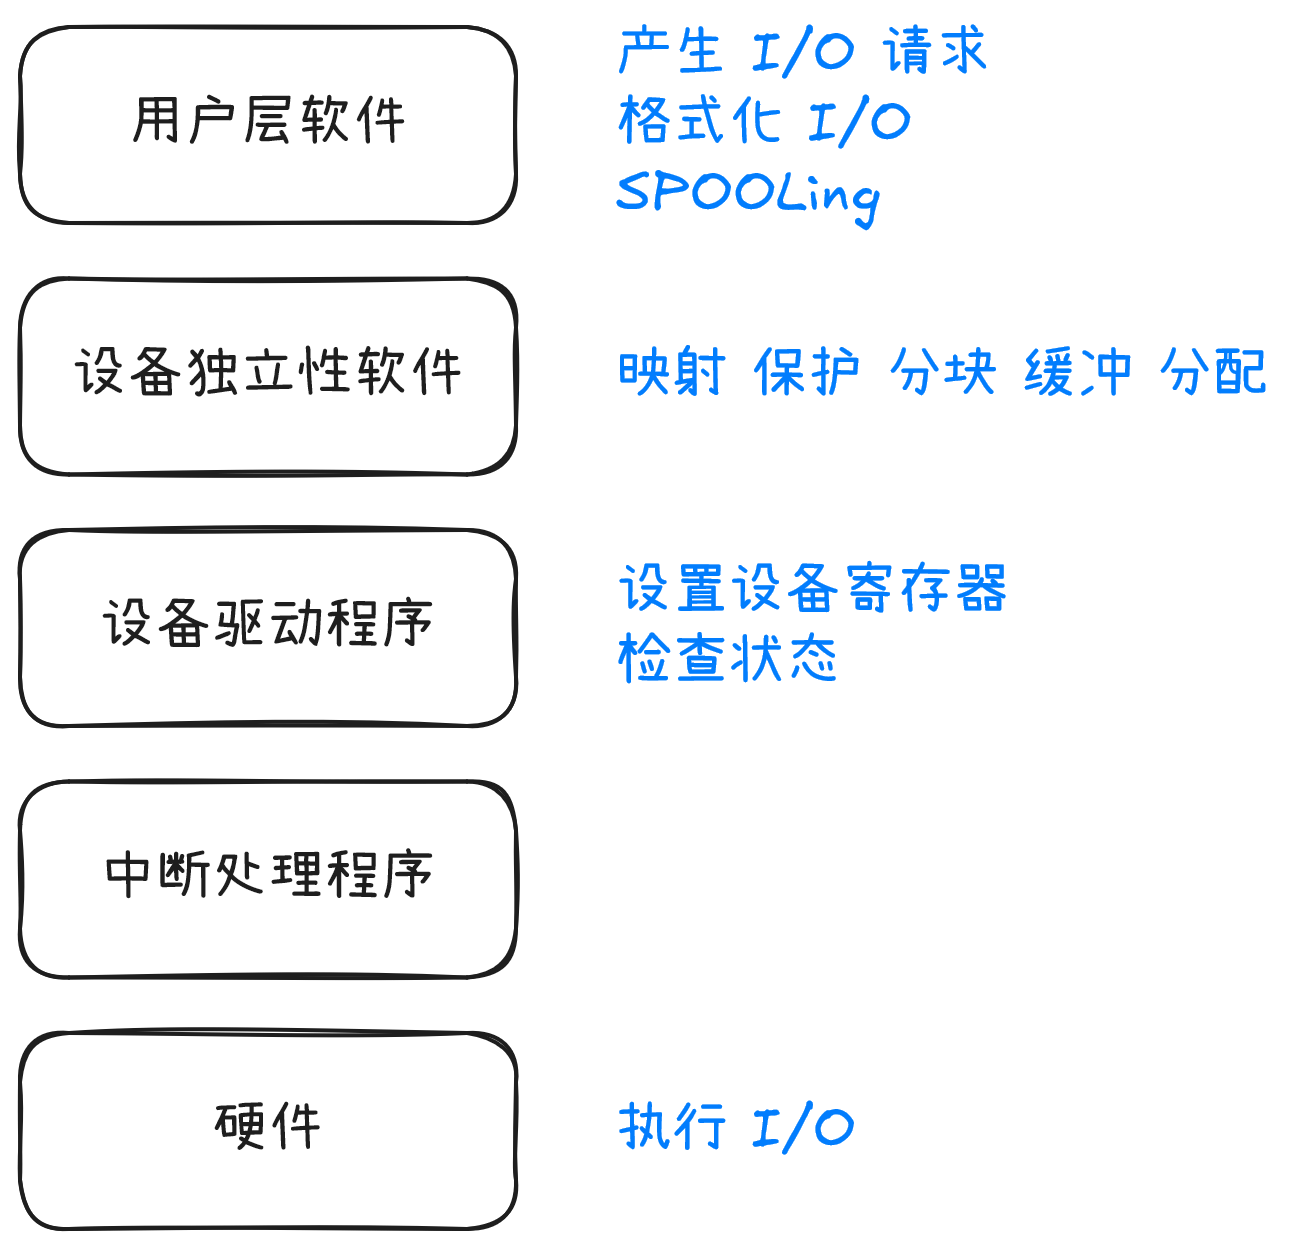 用户层软件
产生 I/O 请求
格式化 I/O
SPOOLing
设备独立性软件
映射 保护 分块 缓冲 分配
设备驱动程序
设置设备寄存器
检查状态
中断处理程序
硬件
执行 I/O